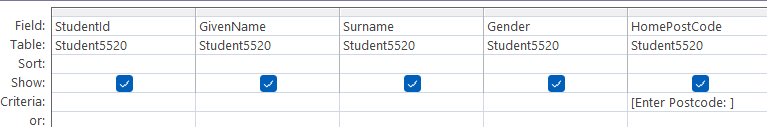 Field: StudentId GivenName Surname Gender HomePostCode
Table: Student5520 Student5520 Student5520 Student5520 Student5520
Sort:
Show:
Criteria: [Enter Postcode: ]
or: